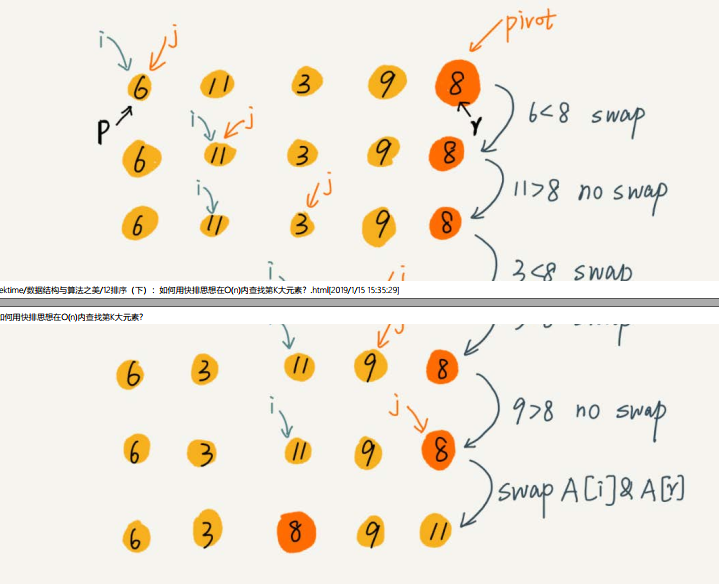 pivot
i j
6 11 3 9 8
p r
6<8 swap
i j
6 11 3 9 8
11>8 no swap
i j
6 11 3 9 8
3<8 swap
i j
ektime/数据结构与算法之美/12排序（下）：如何用快排思想在O(n)内查找第K大元素？.html[2019/1/15 15:35:29]
如何用快排思想在O(n)内查找第K大元素?
j
6 3 11 9 8
9>8 no swap
i j
6 3 11 9 8
swap A[i]&A[r]
6 3 8 9 11